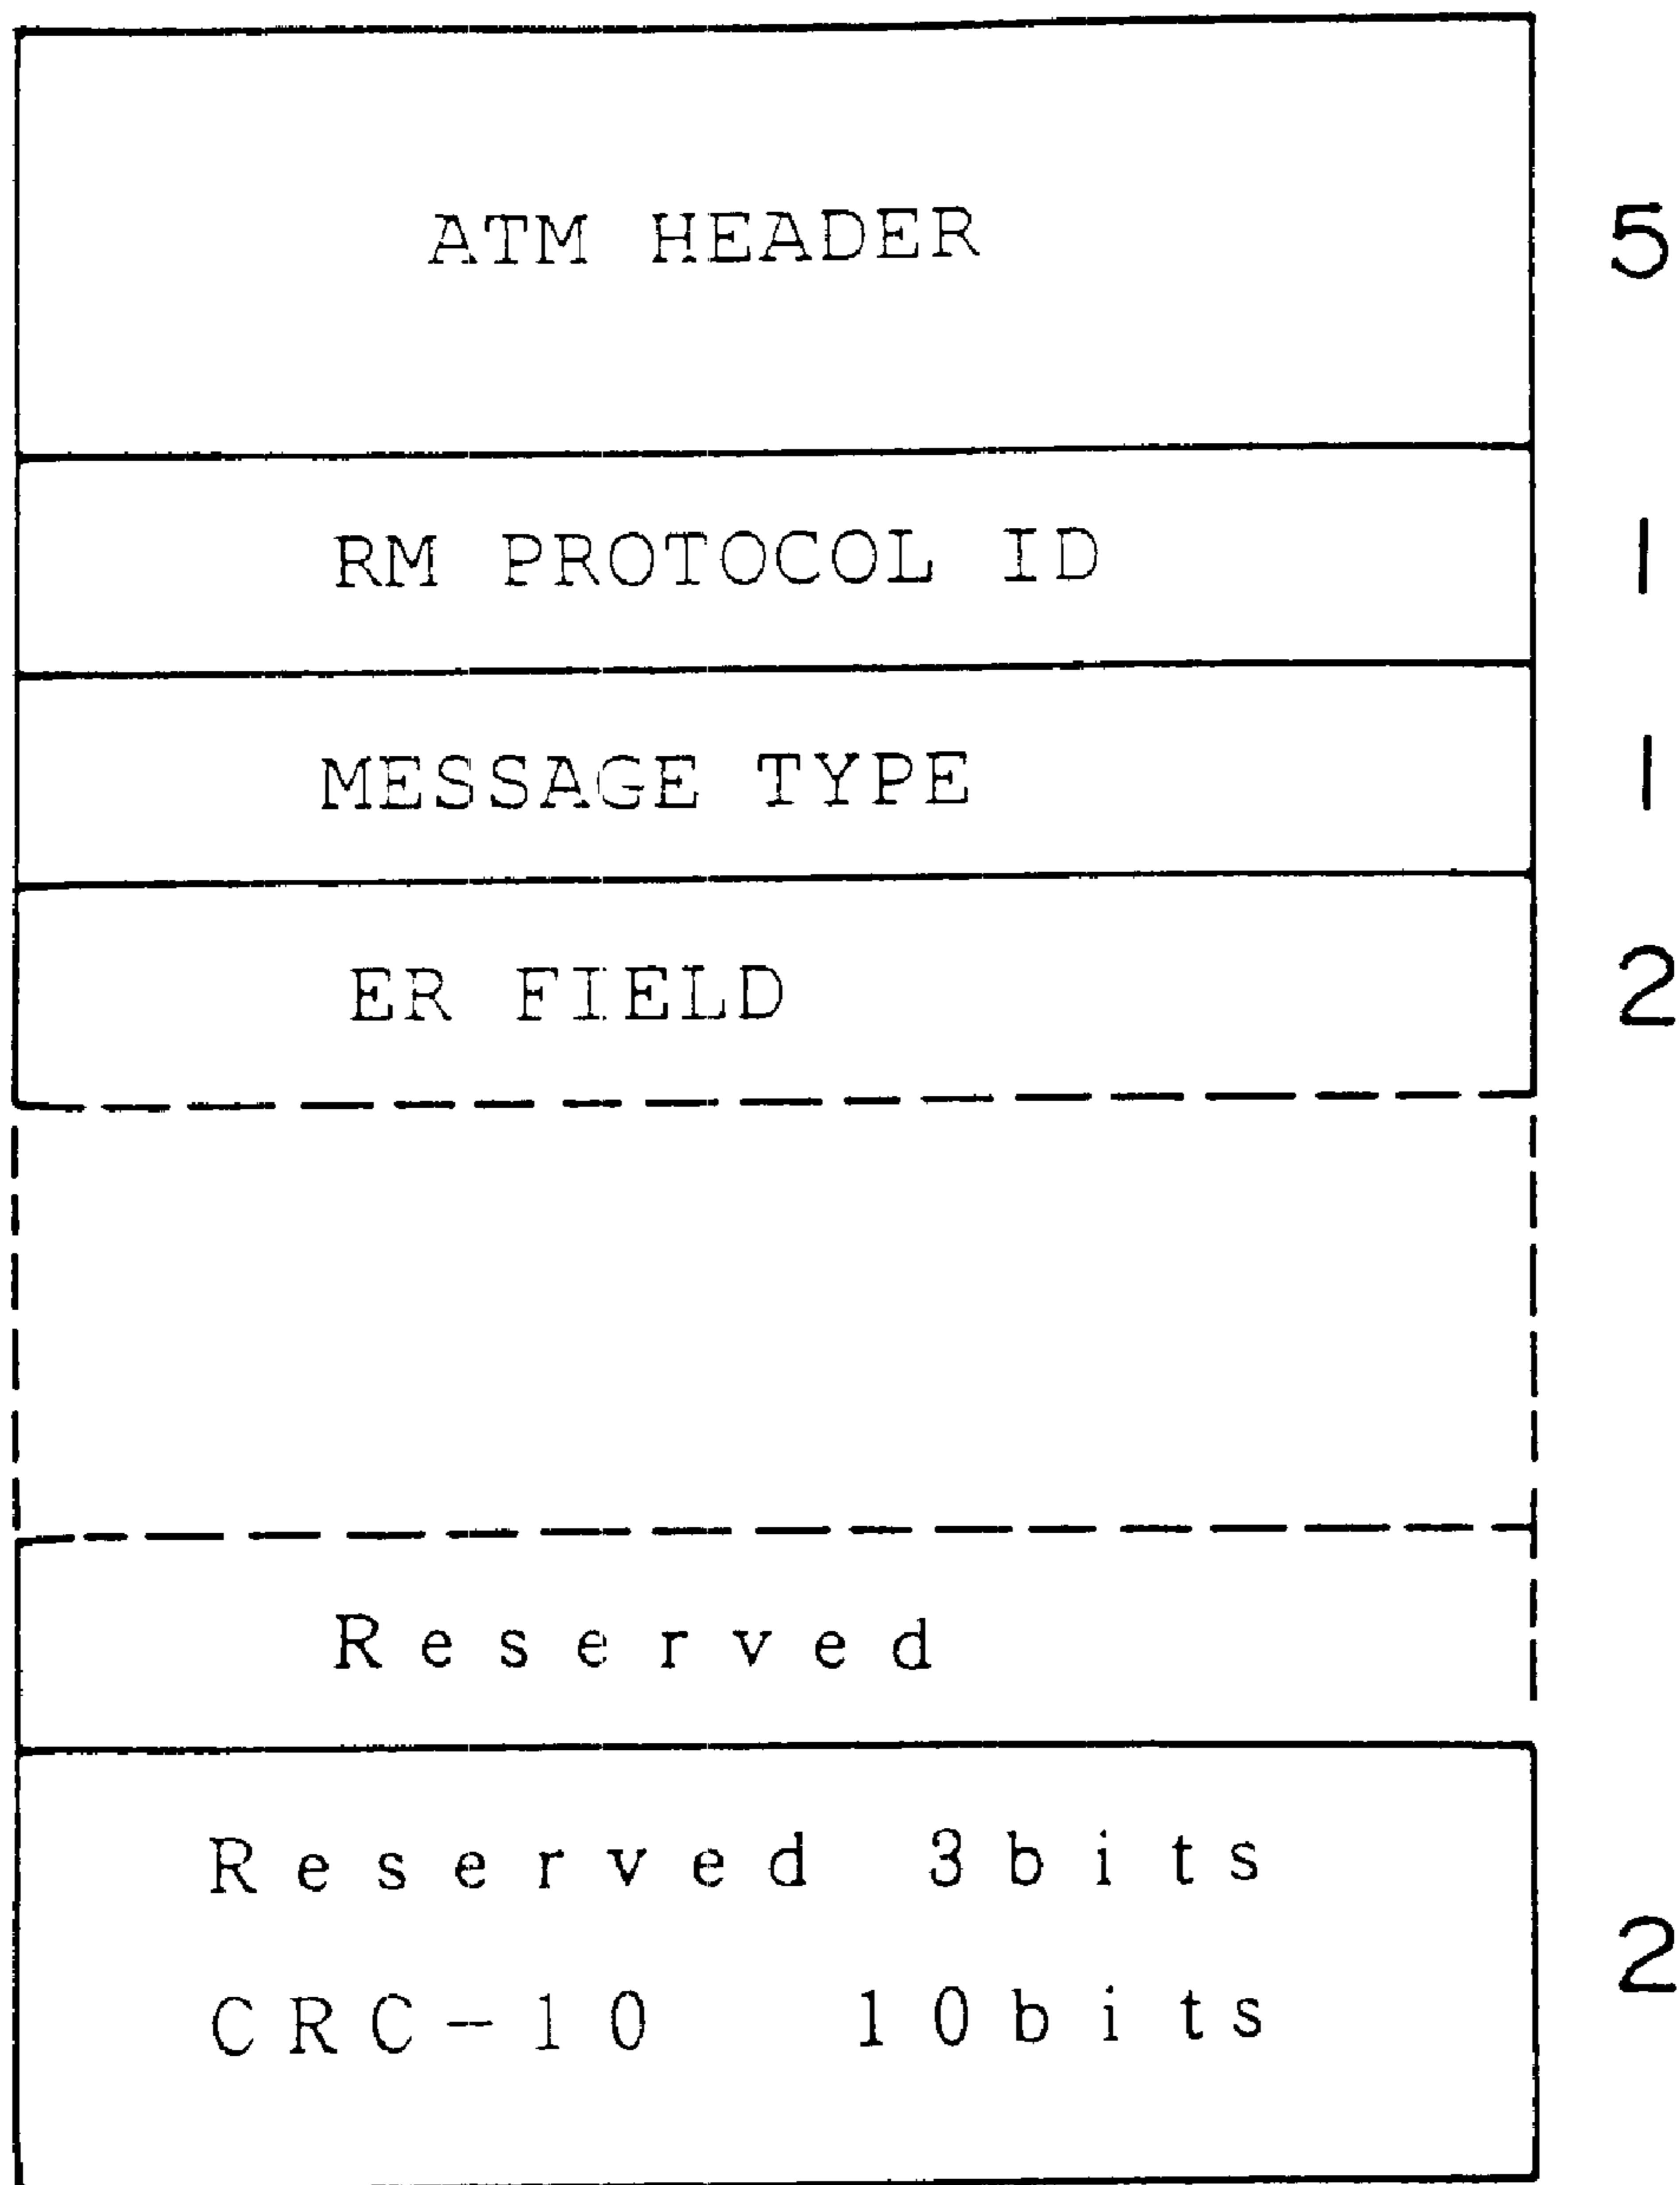 ATM HEADER 5
RM PROTOCOL ID 1
MESSAGE TYPE 1
ER FIELD 2
Reserved
Reserved 3bits
2
CRC-10 10bits